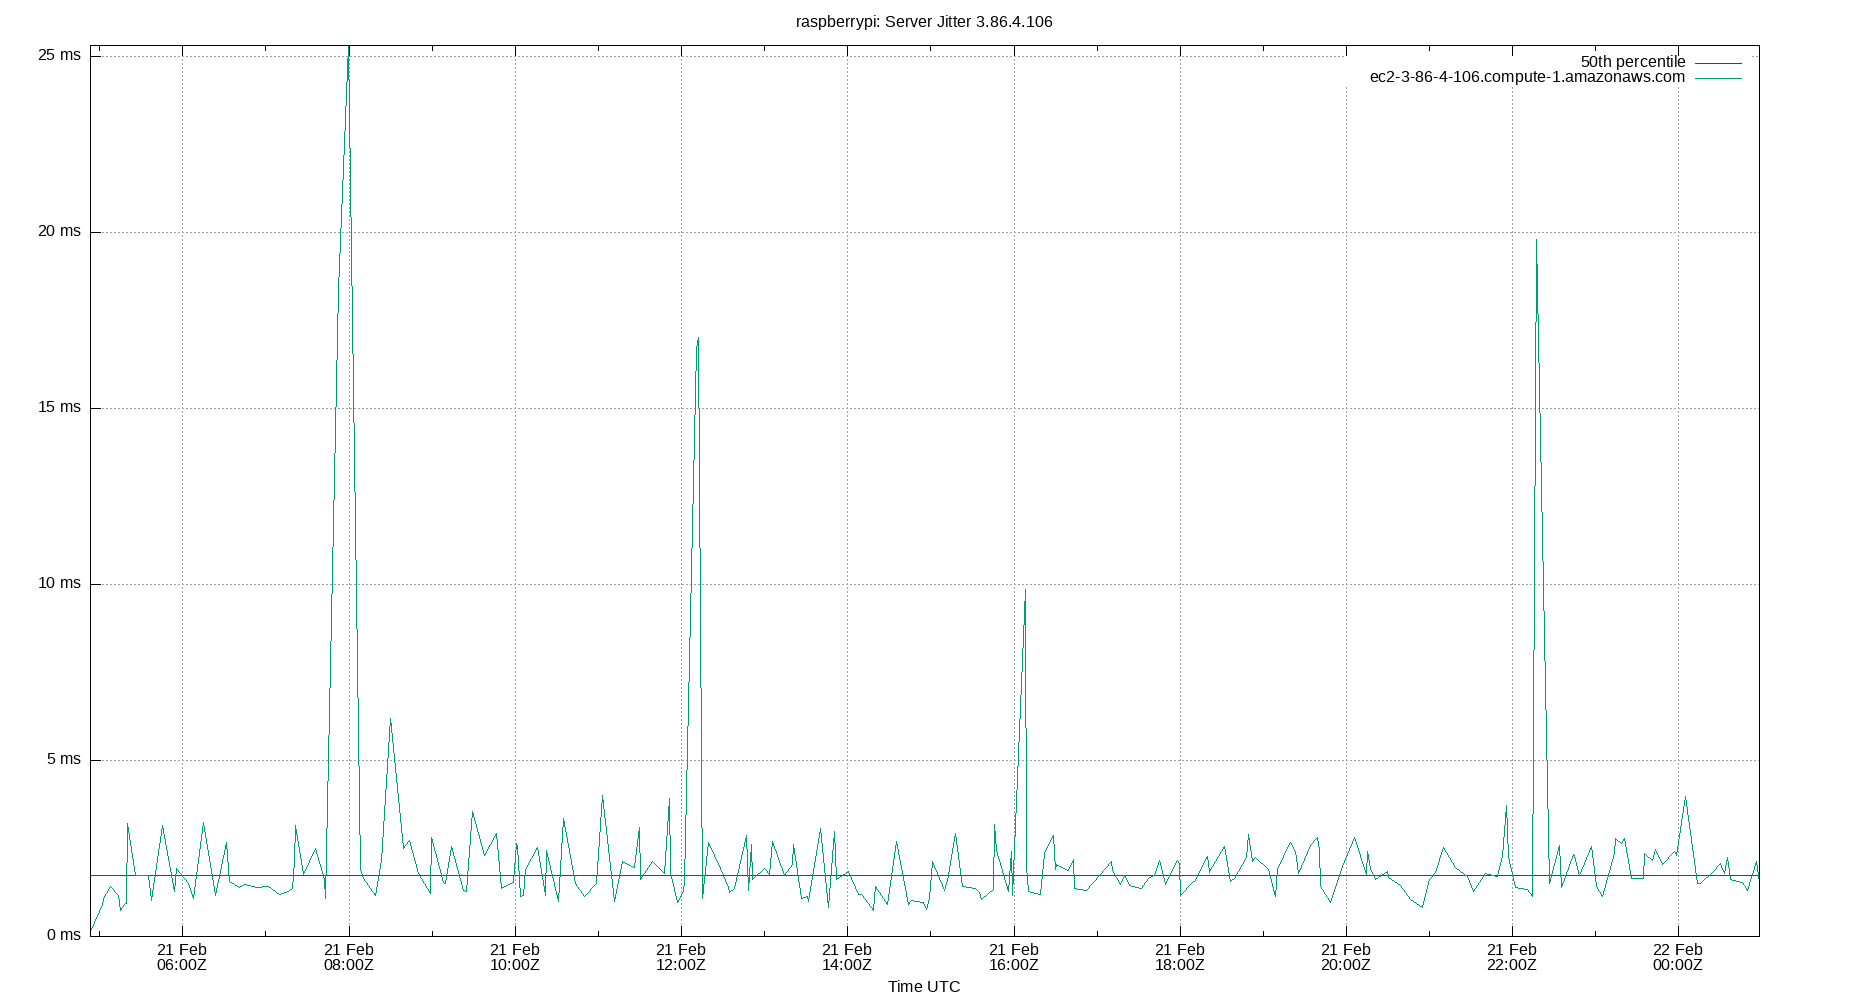 raspberrypi: Server Jitter 3.86.4.106
50th percentile
ec2-3-86-4-106.compute-1.amazonaws.com
25 ms
20 ms
15 ms
10 ms
5 ms
0 ms
21 Feb 21 Feb 21 Feb 21 Feb 21 Feb 21 Feb 21 Feb 21 Feb 21 Feb 22 Feb
06:00Z 08:00Z 10:00Z 12:00Z 14:00Z 16:00Z 18:00Z 20:00Z 22:00Z 00:00Z
Time UTC